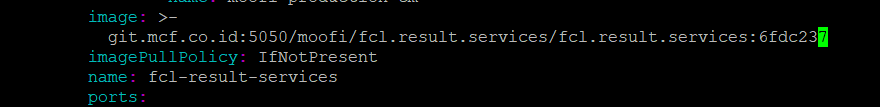 name: moofi-production-cm
image: >-
git.mcf.co.id:5050/moofi/fcl.result.services/fcl.result.services:6fdc237
imagePullPolicy: IfNotPresent
name: fcl-result-services
ports: